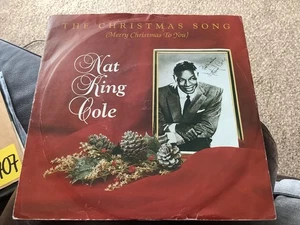 THE CHRISTMAS SONG
(Merry Christmas To You)
Nat
King
Cole